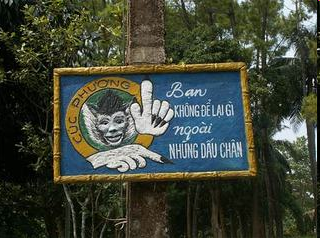 CÚC PHƯƠNG
Bạn
KHÔNG ĐỂ LẠI GÌ
ngoài
NHỮNG DẤU CHÂN